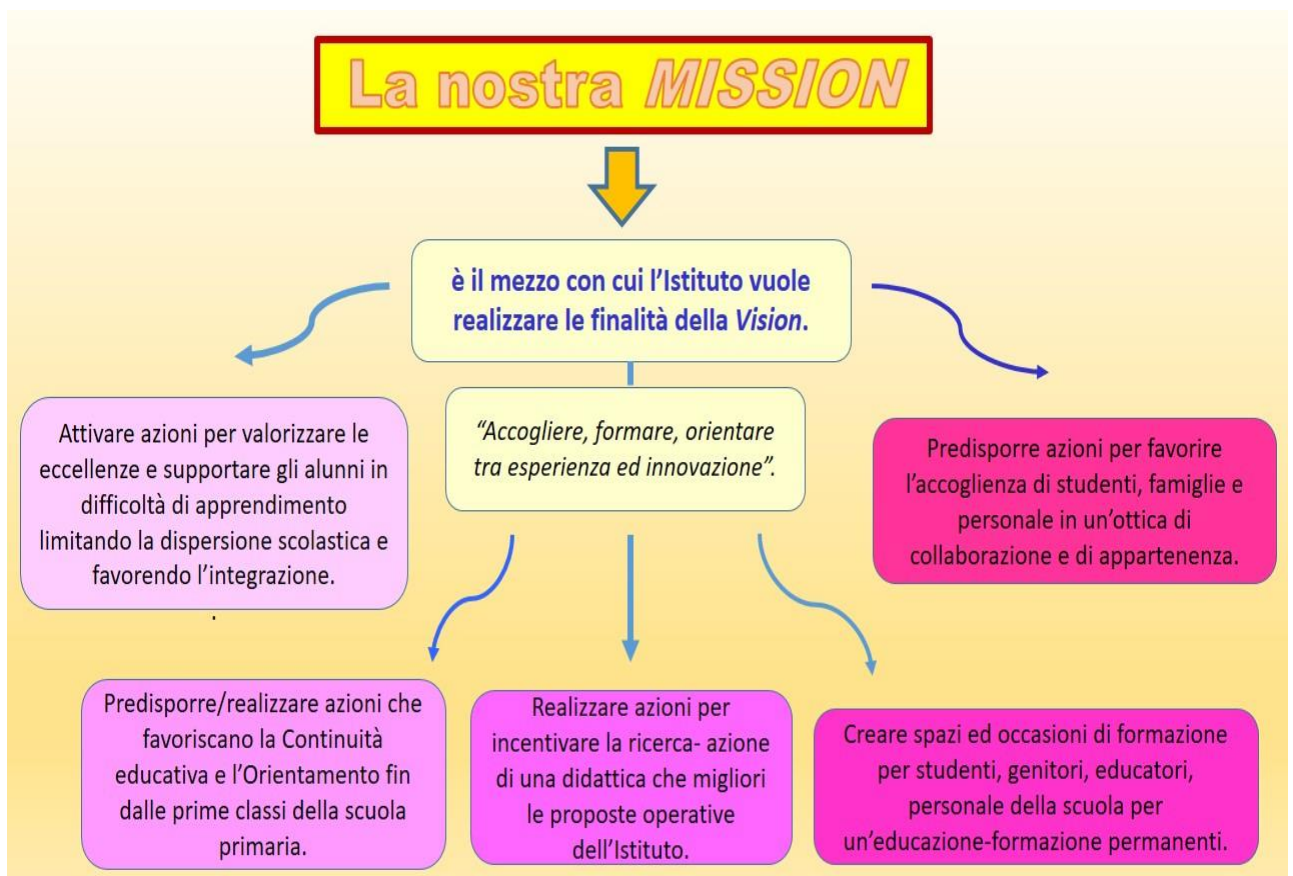 La nostra MISSION
è il mezzo con cui l'Istituto vuole
realizzare le finalità della Vision.
"Accogliere, formare, orientare
tra esperienza ed innovazione".
Attivare azioni per valorizzare le
eccellenze e supportare gli alunni in
difficoltà di apprendimento
limitando la dispersione scolastica e
favorendo l'integrazione.
.
Predisporre azioni per favorire
l'accoglienza di studenti, famiglie e
personale in un'ottica di
collaborazione e di appartenenza.
Predisporre/realizzare azioni che
favoriscano la Continuità
educativa e l'Orientamento fin
dalle prime classi della scuola
primaria.
Realizzare azioni per
incentivare la ricerca- azione
di una didattica che migliori
le proposte operative
dell'Istituto.
Creare spazi ed occasioni di formazione
per studenti, genitori, educatori,
personale della scuola per
un'educazione-formazione permanenti.